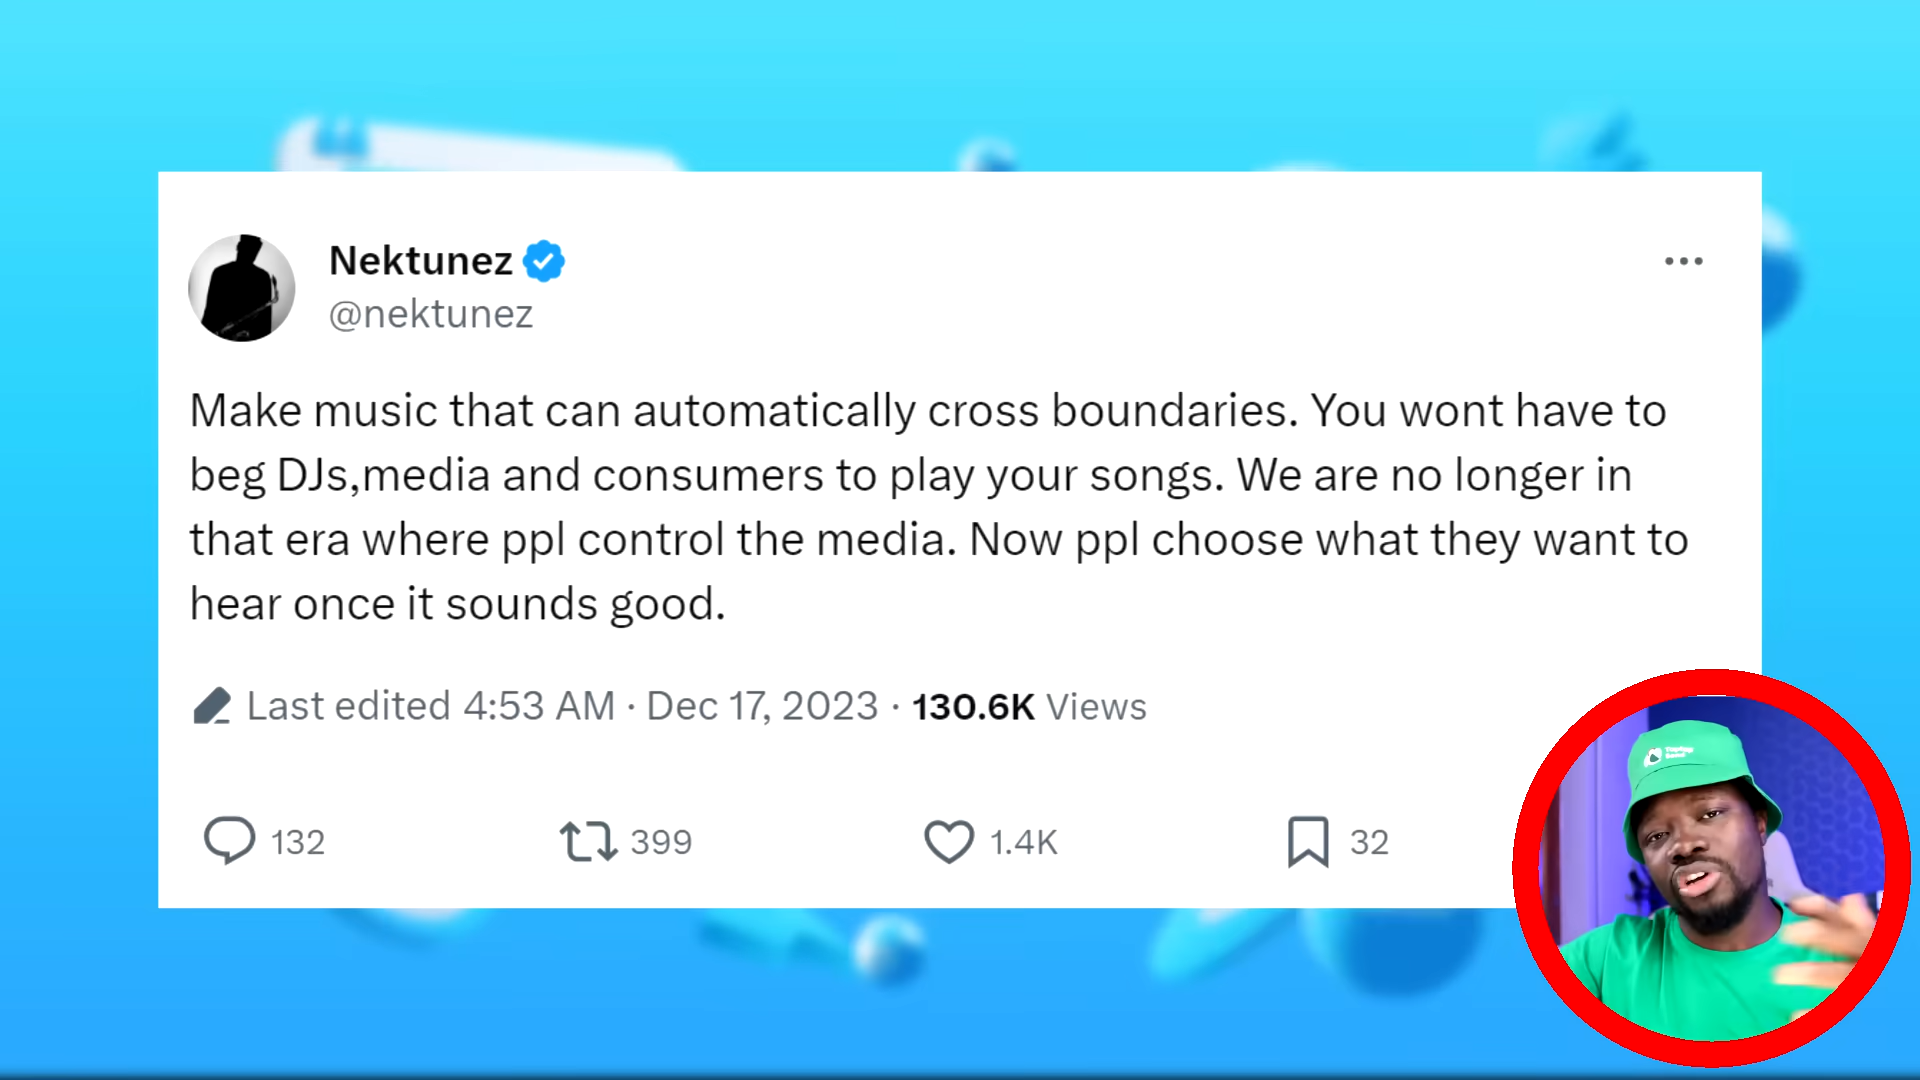 Nektunez
@nektunez
Make music that can automatically cross boundaries. You wont have to
beg DJs,media and consumers to play your songs. We are no longer in
that era where ppl control the media. Now ppl choose what they want to
hear once it sounds good.
Last edited 4:53 AM · Dec 17, 2023 · 130.6K Views
132 399 1.4K 32